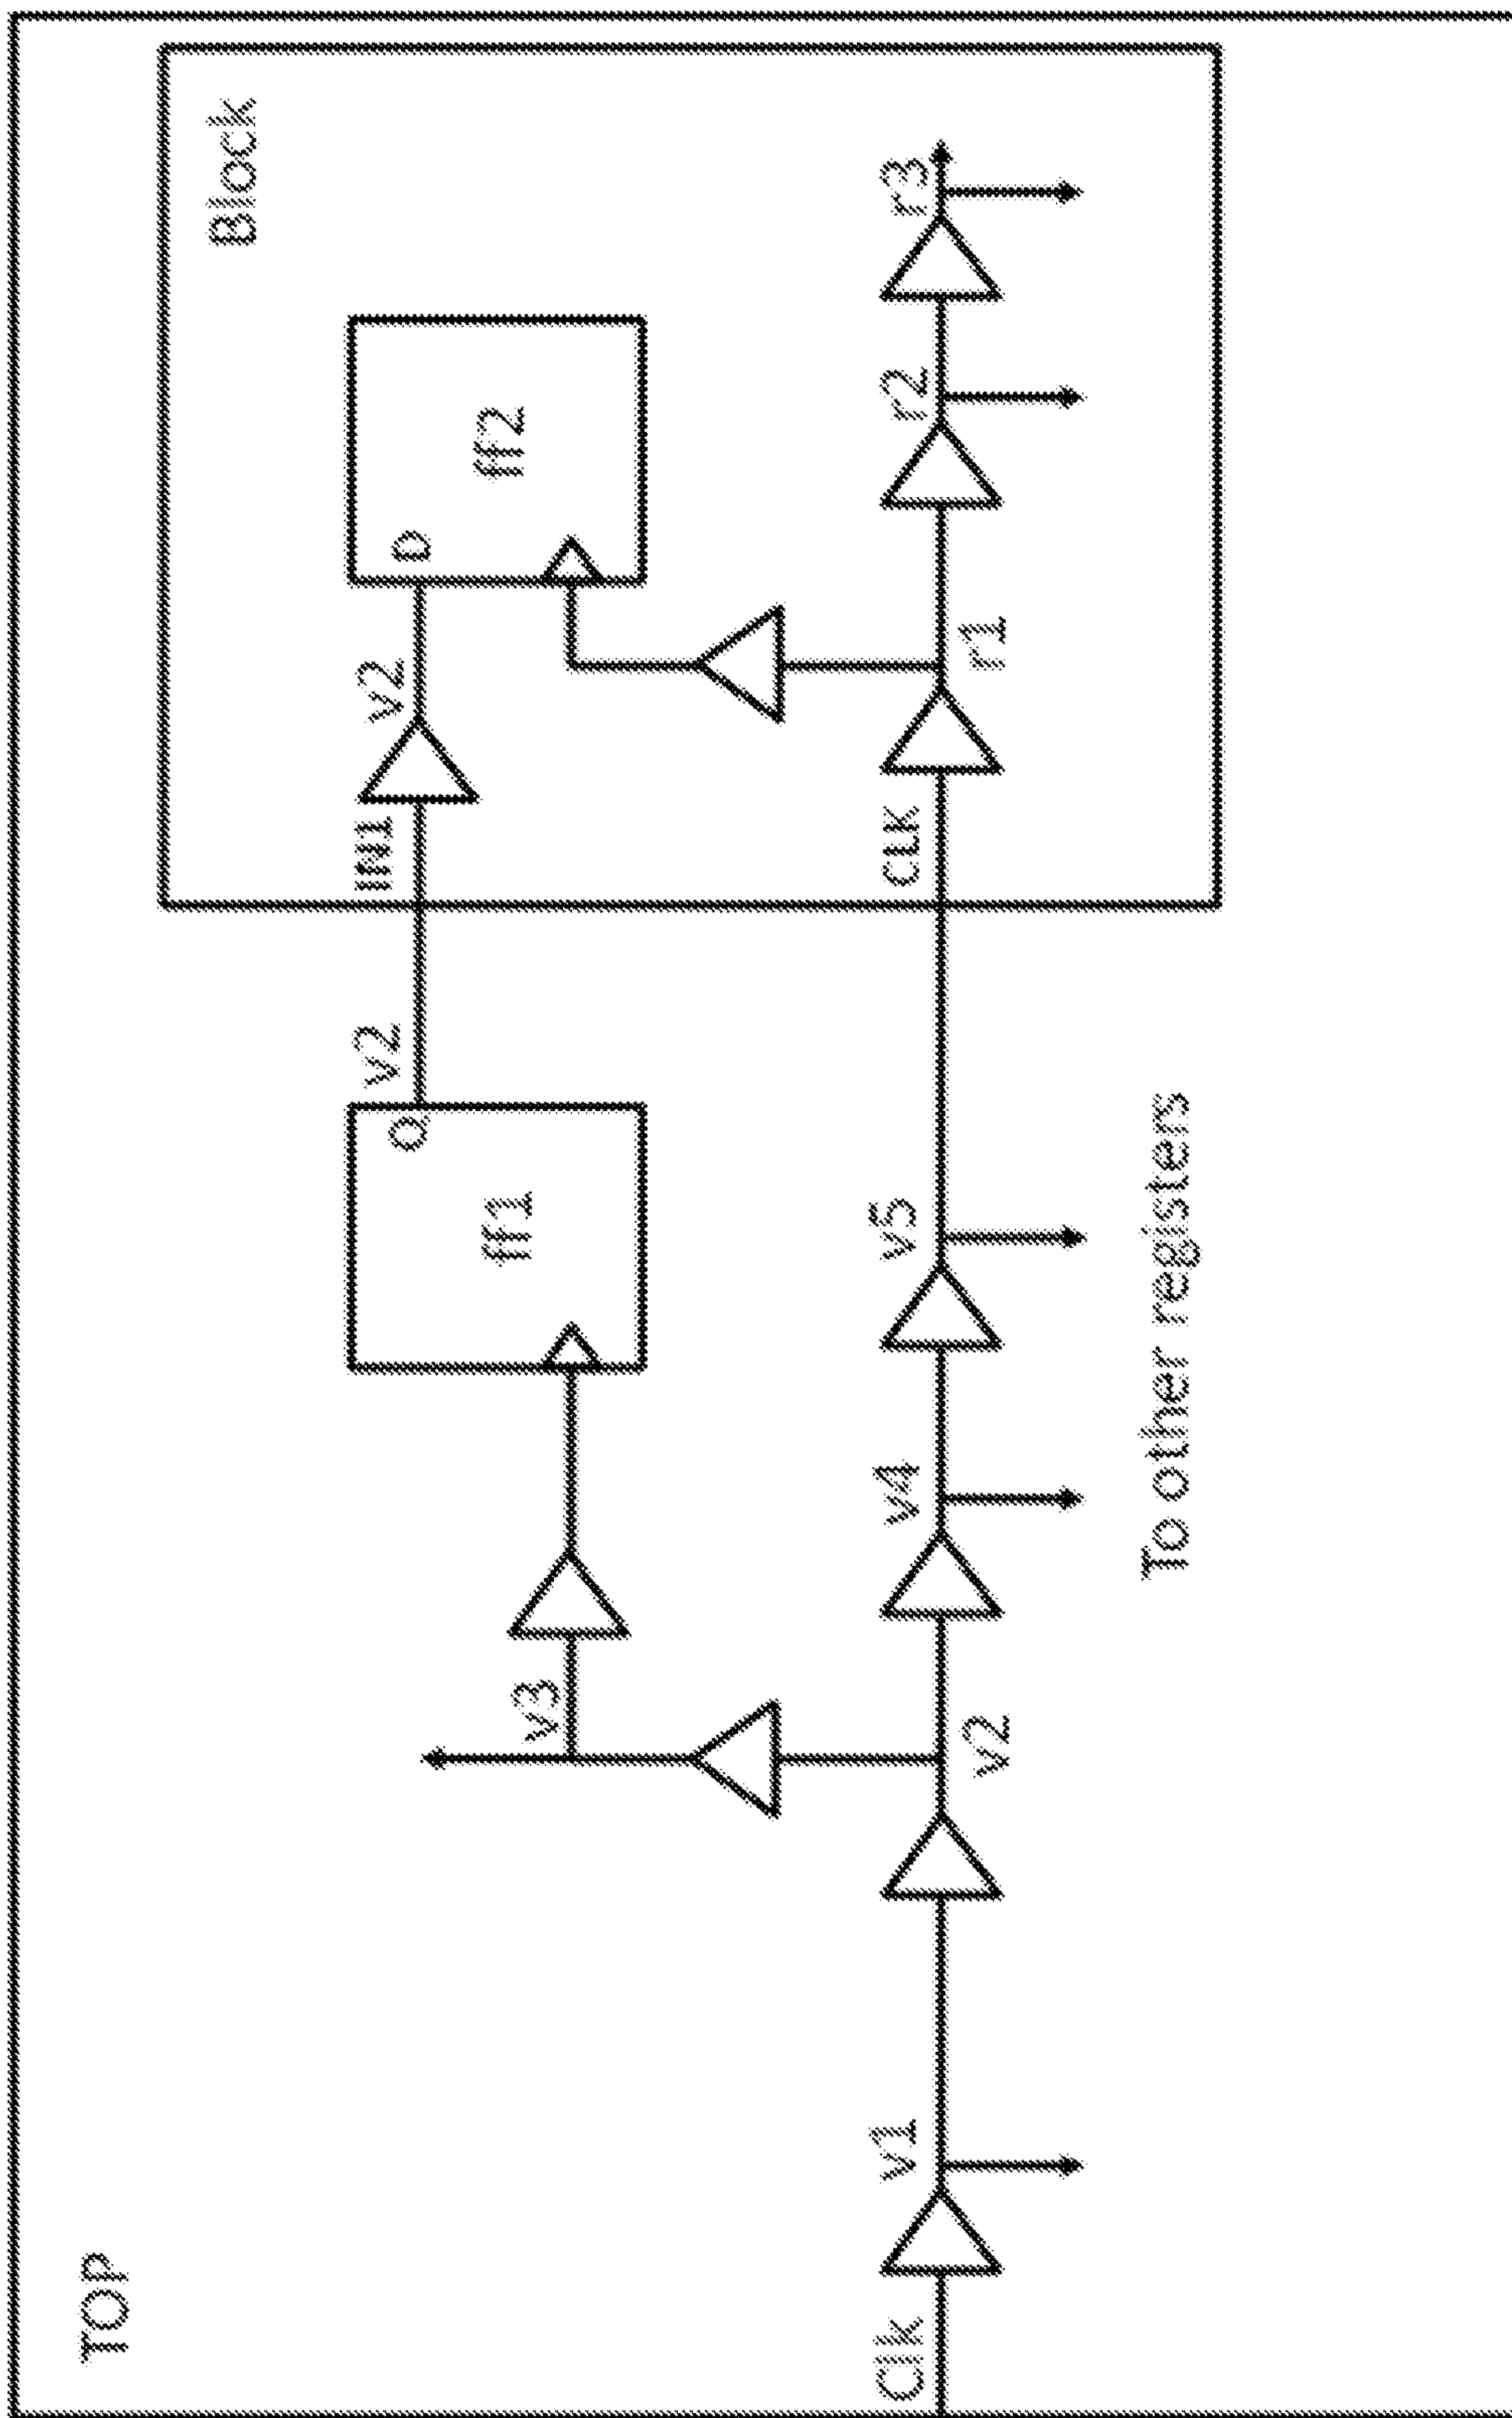 TOP
Block
ff1
Q
v2
IN1
v2
D
ff2
v3
Clk
v1
v2
v4
v5
CLK
r1
r2
r3
To other registers